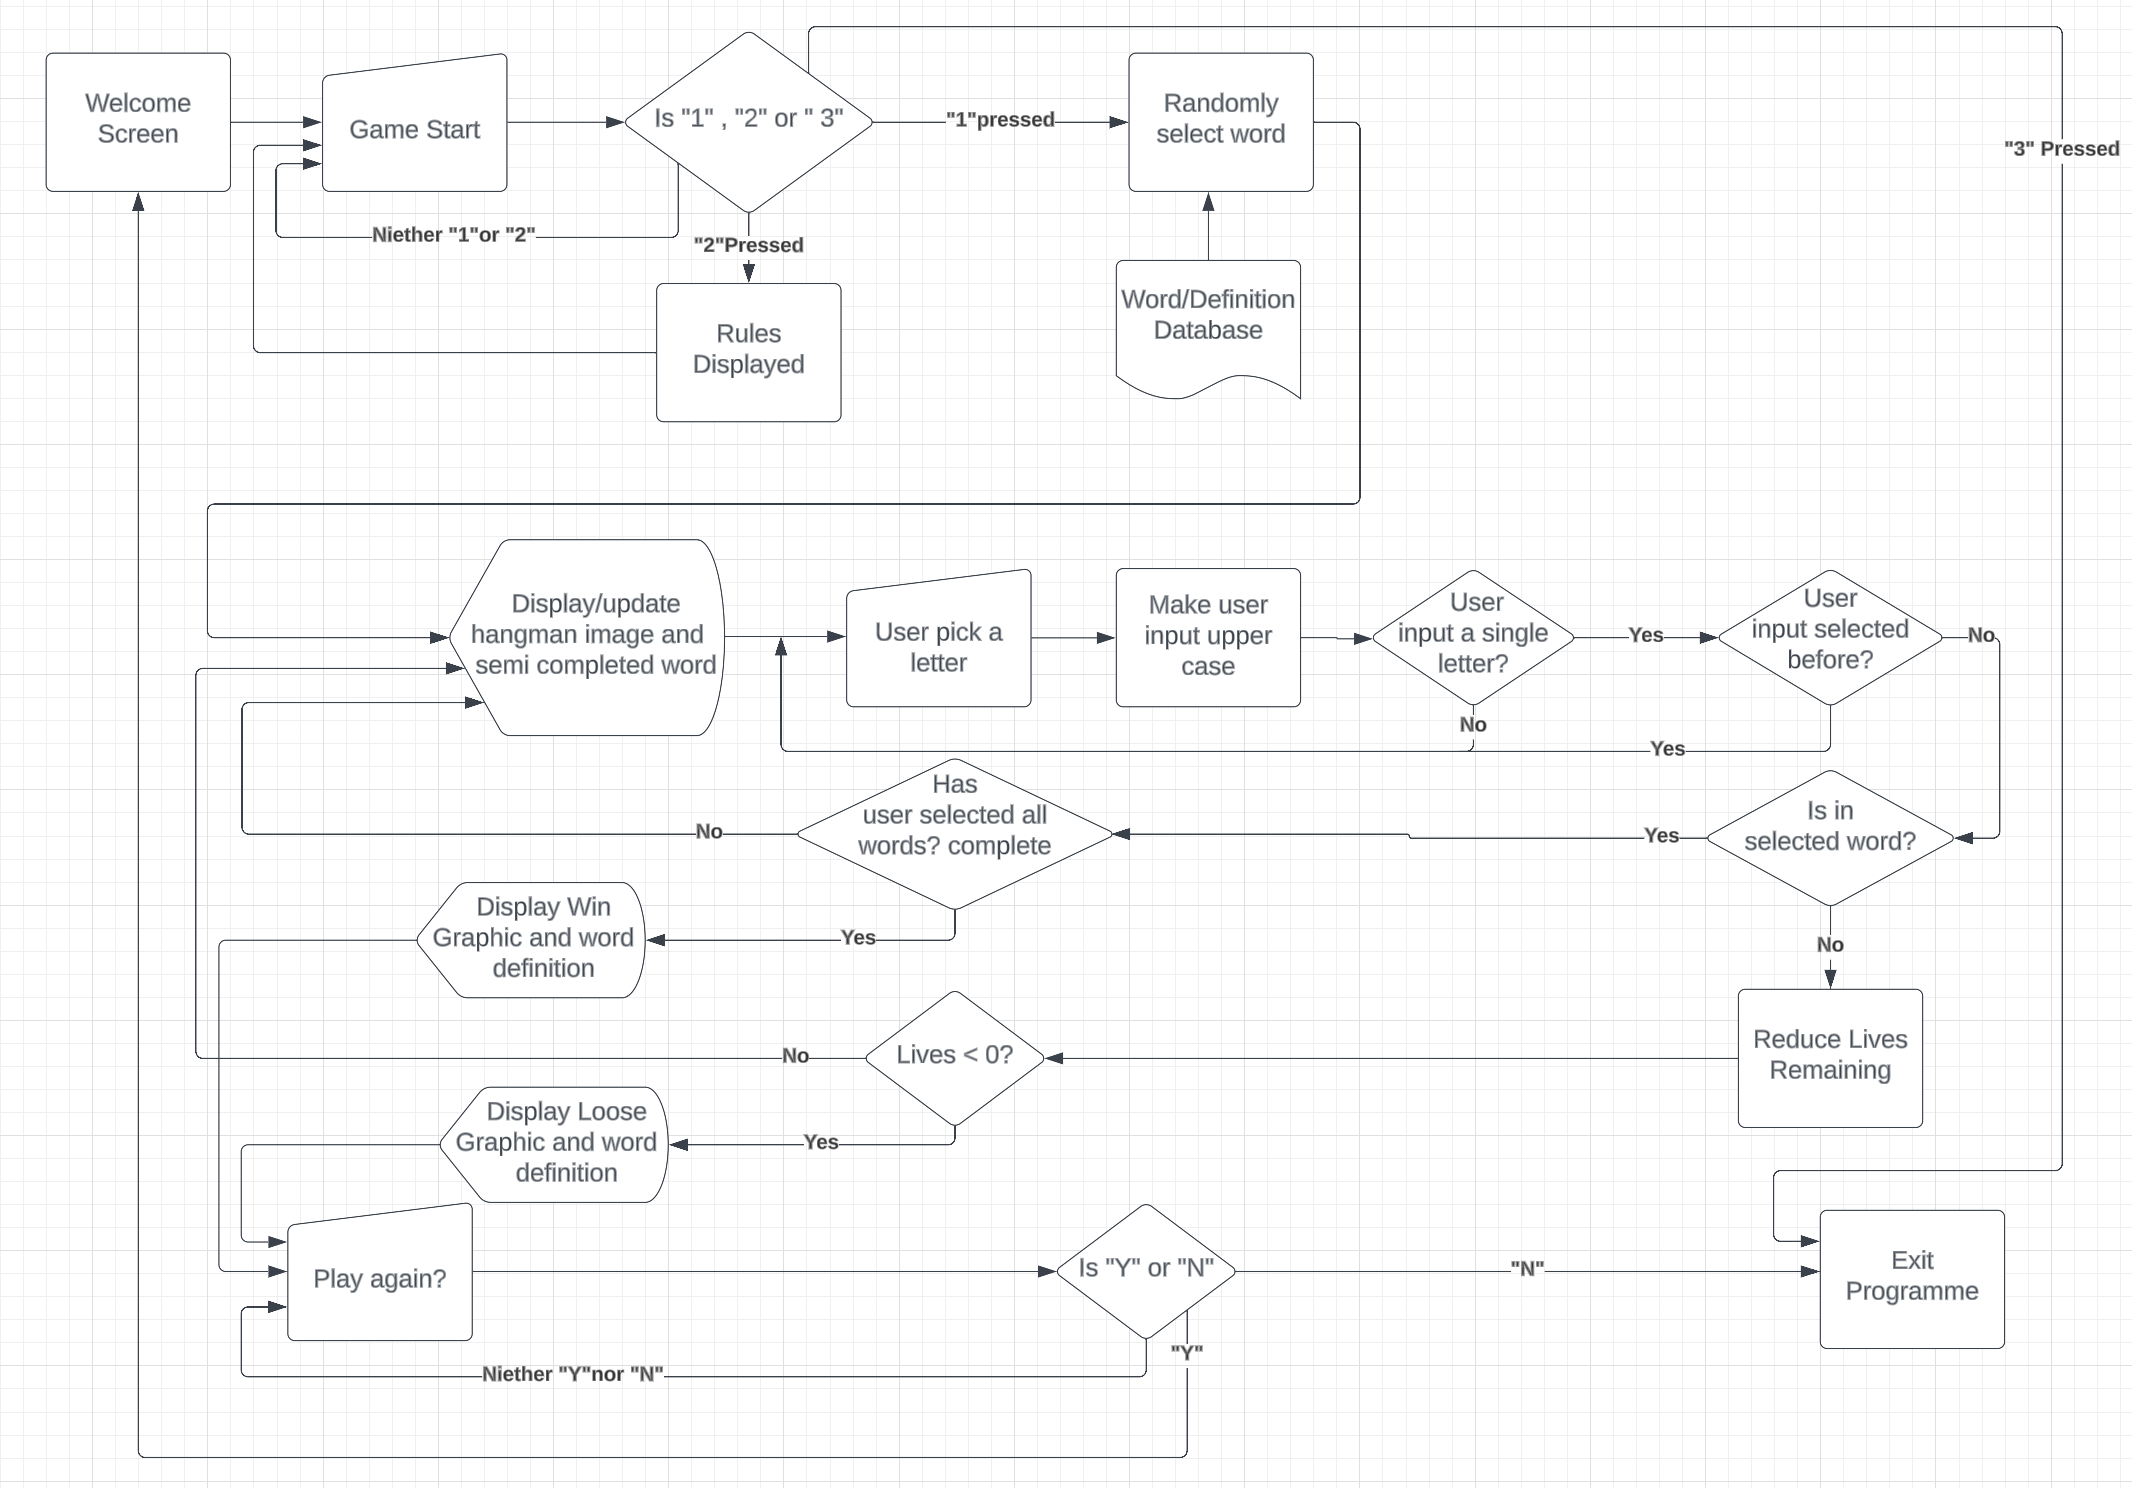 Welcome
Screen
Game Start
Is "1" , "2" or " 3"
"1"pressed
Randomly
select word
"3" Pressed
Niether "1"or "2"
"2"Pressed
Rules
Displayed
Word/Definition
Database
Display/update
hangman image and
semi completed word
User pick a
letter
Make user
input upper
case
User
input a single
letter?
Yes
User
input selected
before?
No
No
Yes
Has
user selected all
words? complete
No
Yes
Is in
selected word?
Display Win
Graphic and word
definition
Yes
No
Lives < 0?
No
Reduce Lives
Remaining
Display Loose
Graphic and word
definition
Yes
Play again?
Is "Y" or "N"
"N"
Exit
Programme
Niether "Y"nor "N"
"Y"